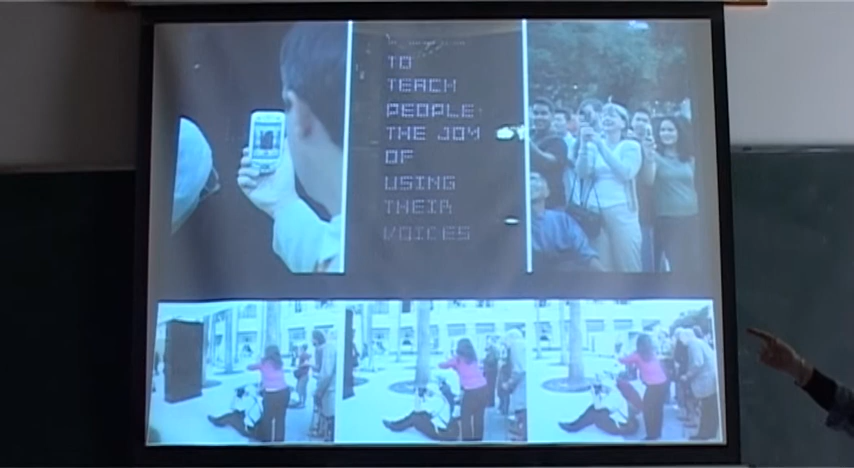 TO
TEACH
PEOPLE
THE JOY
OF
USING
THEIR
VOICES